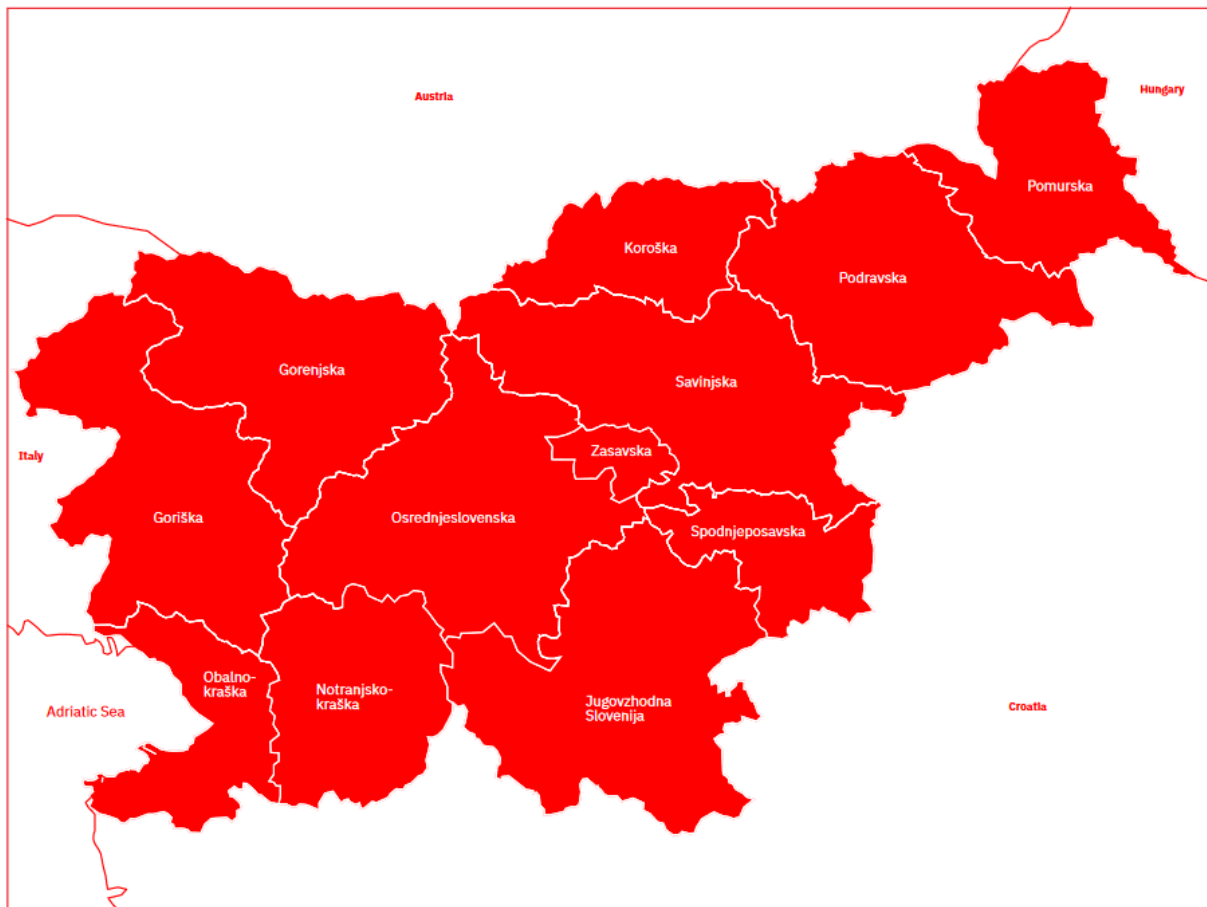 Austria
Hungary
Pomurska
Koroška
Podravska
Gorenjska
Savinjska
Italy
Zasavska
Goriška
Osrednjeslovenska
Spodnjeposavska
Obalno-
kraška
Notranjsko-
kraška
Adriatic Sea
Jugovzhodna
Slovenija
Croatia